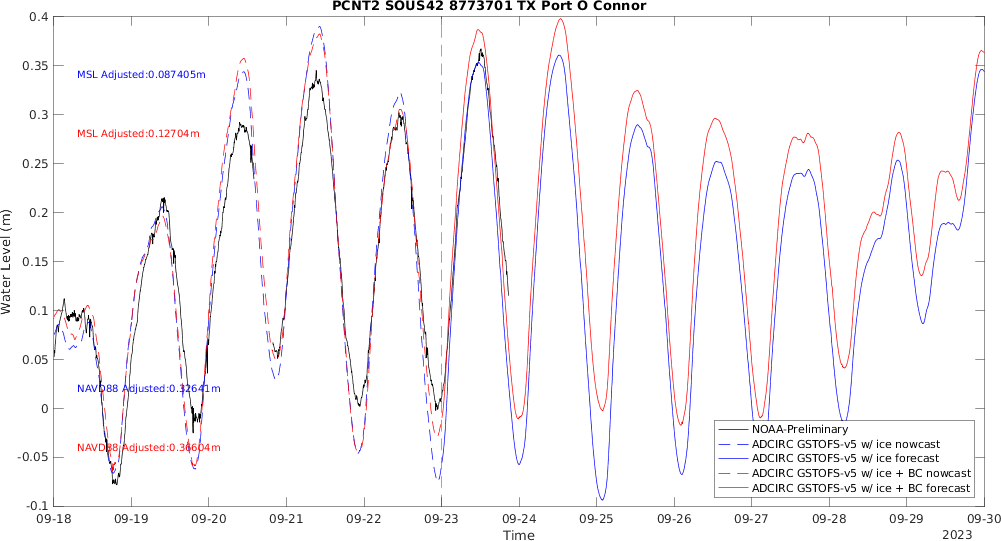 PCNT2 SOUS42 8773701 TX Port O Connor
0.4
0.35
0.3
0.25
0.2
0.15
0.1
0.05
0
-0.05
-0.1
Water Level (m)
MSL Adjusted:0.087405m
MSL Adjusted:0.12704m
NAVD88 Adjusted:0.32641m
NAVD88 Adjusted:0.36604m
NOAA-Preliminary
ADCIRC GSTOFS-v5 w/ ice nowcast
ADCIRC GSTOFS-v5 w/ ice forecast
ADCIRC GSTOFS-v5 w/ ice + BC nowcast
ADCIRC GSTOFS-v5 w/ ice + BC forecast
09-18 09-19 09-20 09-21 09-22 09-23 09-24 09-25 09-26 09-27 09-28 09-29 09-30
Time
2023